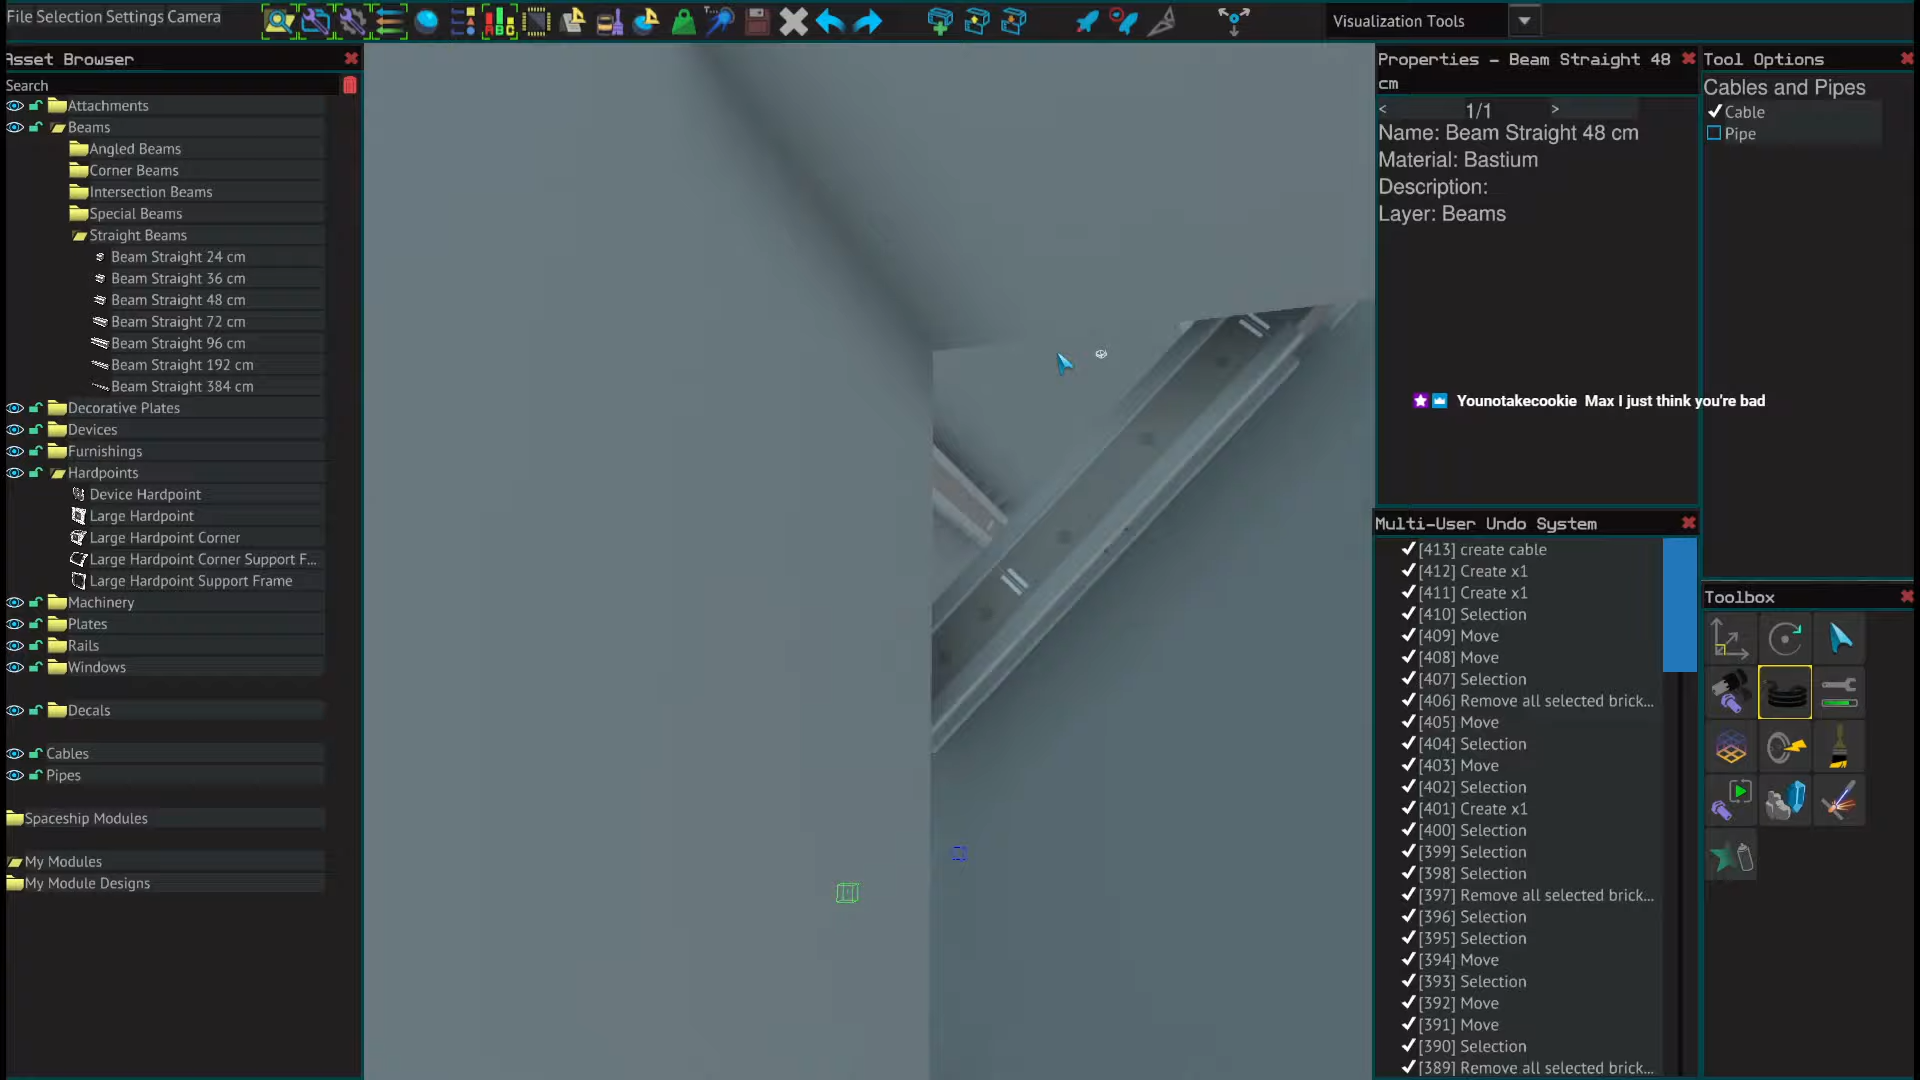 File Selection Settings Camera
Visualization Tools
Asset Browser
Search
Attachments
Beams
Angled Beams
Corner Beams
Intersection Beams
Special Beams
Straight Beams
Beam Straight 24 cm
Beam Straight 36 cm
Beam Straight 48 cm
Beam Straight 72 cm
Beam Straight 96 cm
Beam Straight 192 cm
Beam Straight 384 cm
Decorative Plates
Devices
Furnishings
Hardpoints
Device Hardpoint
Large Hardpoint
Large Hardpoint Corner
Large Hardpoint Corner Support F...
Large Hardpoint Support Frame
Machinery
Plates
Rails
Windows
Decals
Cables
Pipes
Spaceship Modules
My Modules
My Module Designs
Properties - Beam Straight 48
cm
< 1/1 >
Name: Beam Straight 48 cm
Material: Bastium
Description:
Layer: Beams
Younotakecookie Max I just think you're bad
Multi-User Undo System
[413] create cable
[412] Create x1
[411] Create x1
[410] Selection
[409] Move
[408] Move
[407] Selection
[406] Remove all selected brick...
[405] Move
[404] Selection
[403] Move
[402] Selection
[401] Create x1
[400] Selection
[399] Selection
[398] Selection
[397] Remove all selected brick...
[396] Selection
[395] Selection
[394] Move
[393] Selection
[392] Move
[391] Move
[390] Selection
[389] Remove all selected brick...
Tool Options
Cables and Pipes
Cable
Pipe
Toolbox